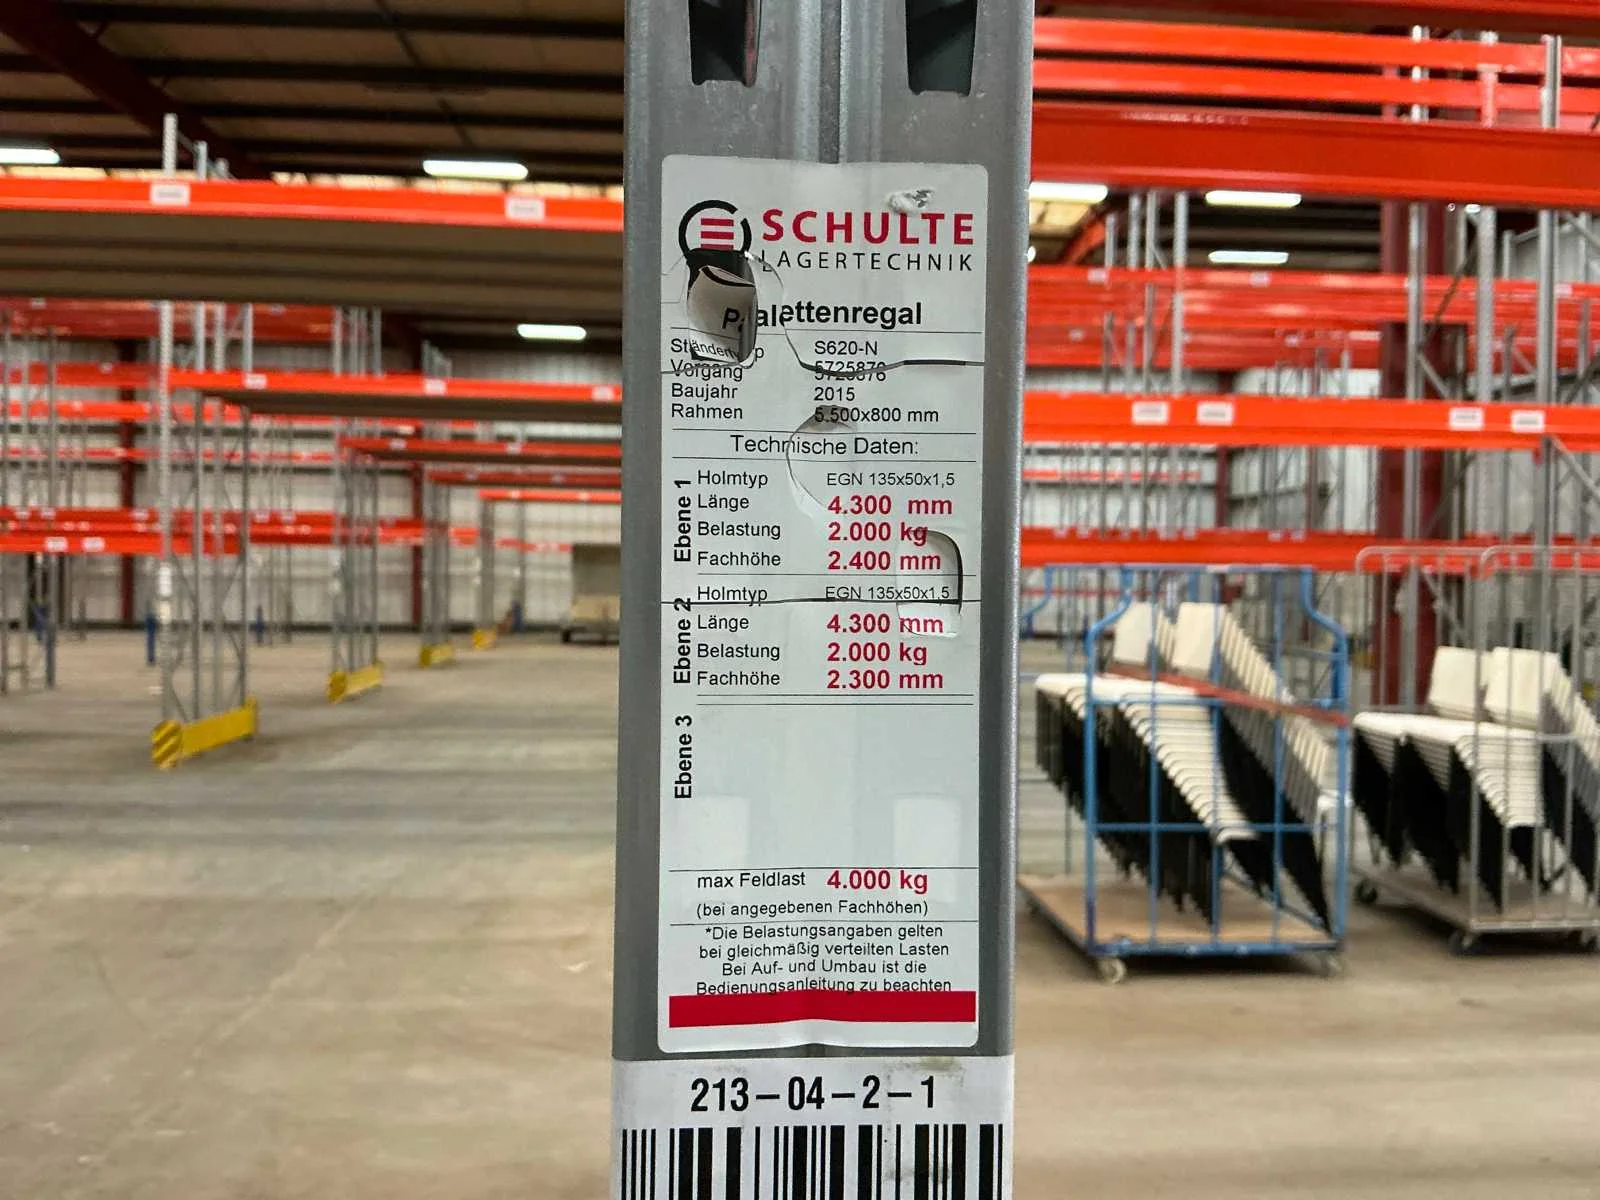 SCHULTE
LAGERTECHNIK
Palettenregal
Ständertyp S620-N
Vorgang 5725876
Baujahr 2015
Rahmen 5.500x800 mm
Technische Daten:
Ebene 1
Holmtyp EGN 135x50x1,5
Länge 4.300 mm
Belastung 2.000 kg
Fachhöhe 2.400 mm
Ebene 2
Holmtyp EGN 135x50x1,5
Länge 4.300 mm
Belastung 2.000 kg
Fachhöhe 2.300 mm
Ebene 3
max Feldlast 4.000 kg
(bei angegebenen Fachhöhen)
*Die Belastungsangaben gelten
bei gleichmäßig verteilten Lasten
Bei Auf- und Umbau ist die
Bedienungsanleitung zu beachten
213-04-2-1